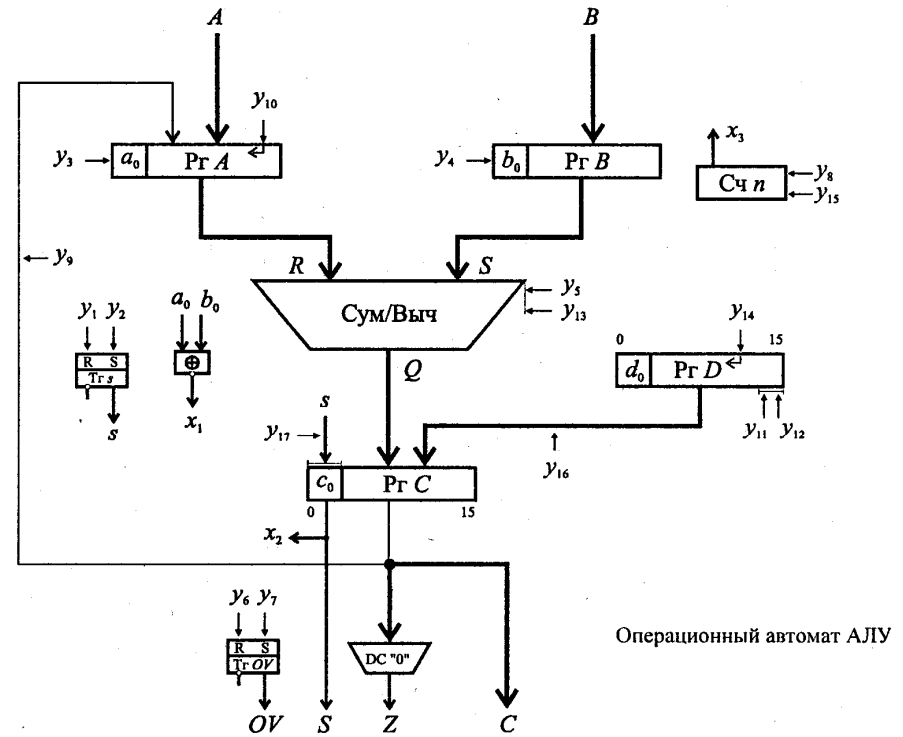 A B
y₁₀
y₃ a₀ Рг A y₄ b₀ Рг B x₃
Сч n y₈
y₁₅
y₉ R S
y₅
a₀ b₀ Сум/Выч y₁₃
y₁ y₂ y₁₄
R S ⊕ Q 0 15
Тг s d₀ Рг D
s x₁ s y₁₁ y₁₂
y₁₇ y₁₆
c₀ Рг C
0 15
x₂
y₆ y₇
Операционный автомат АЛУ
R S DC "0"
Тг OV
OV S Z C